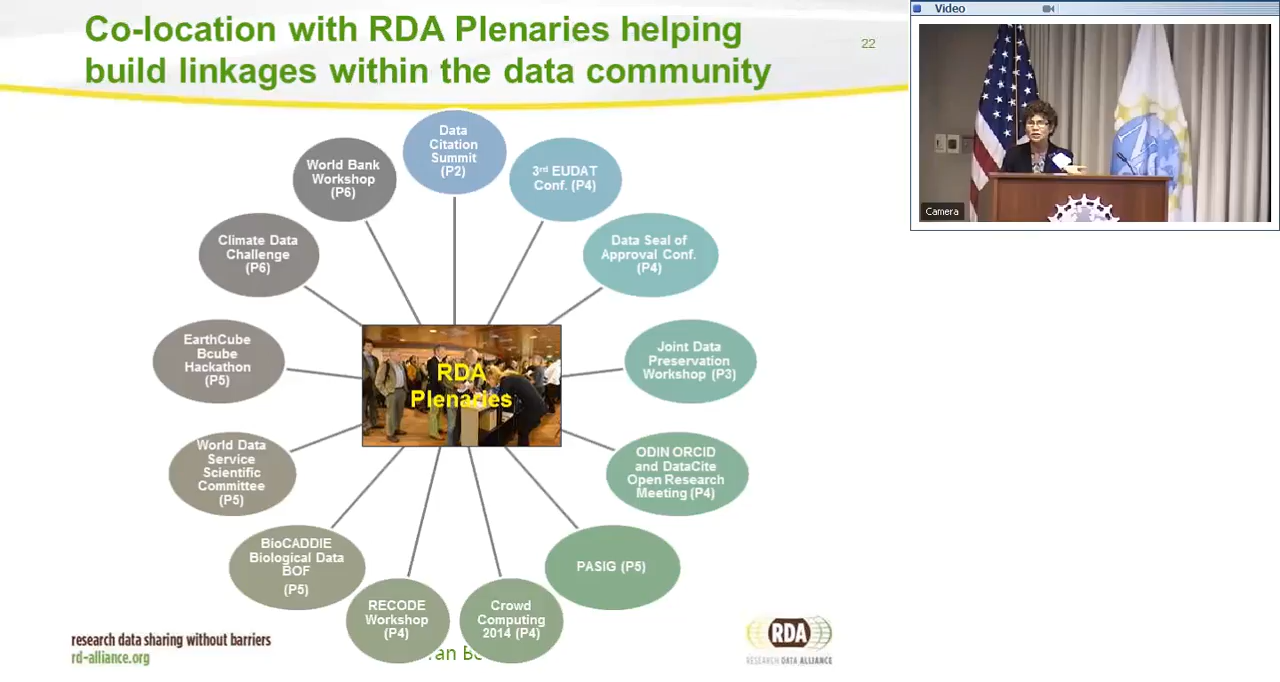 Co-location with RDA Plenaries helping
build linkages within the data community
22
Video
Camera
Data
Citation
Summit
(P2)
3rd EUDAT
Conf. (P4)
Data Seal of
Approval Conf.
(P4)
Joint Data
Preservation
Workshop (P3)
ODIN ORCID
and DataCite
Open Research
Meeting (P4)
PASIG (P5)
Crowd
Computing
2014 (P4)
RECODE
Workshop
(P4)
BioCADDIE
Biological Data
BOF
(P5)
World Data
Service
Scientific
Committee
(P5)
EarthCube
Bcube
Hackathon
(P5)
Climate Data
Challenge
(P6)
World Bank
Workshop
(P6)
RDA
Plenaries
research data sharing without barriers
rd-alliance.org
RDA
RESEARCH DATA ALLIANCE